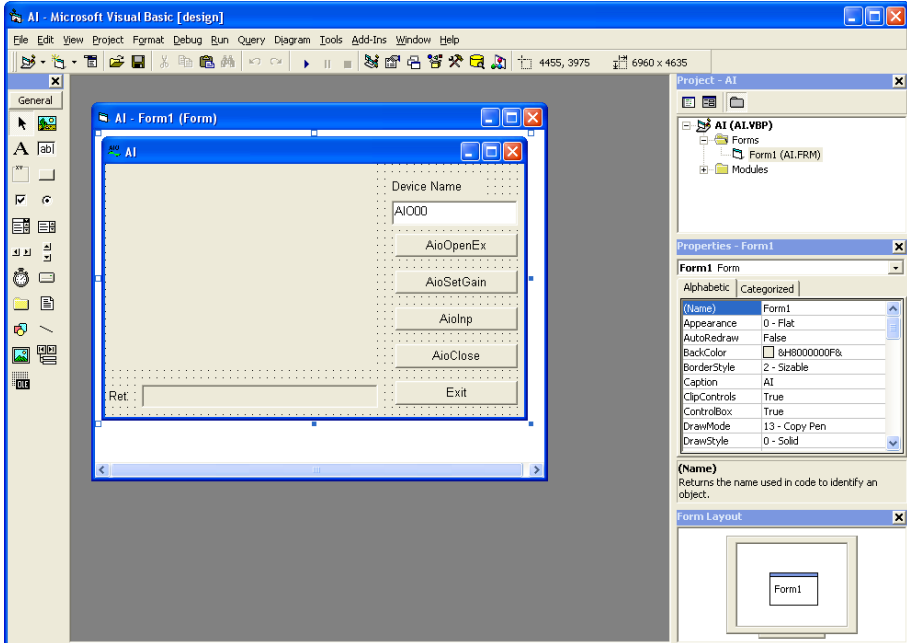 AI - Microsoft Visual Basic [design]
File Edit View Project Format Debug Run Query Diagram Tools Add-Ins Window Help
4455, 3975 6960 x 4635
General
A ab|
xv
OLE
AI - Form1 (Form)
AIO AI
Device Name
AIO00
AioOpenEx
AioSetGain
AioInp
AioClose
Exit
Ret:
Project - AI
AI (AI.VBP)
Forms
Form1 (AI.FRM)
Modules
Properties - Form1
Form1 Form
Alphabetic Categorized
(Name) Form1
Appearance 0 - Flat
AutoRedraw False
BackColor &H8000000F&
BorderStyle 2 - Sizable
Caption AI
ClipControls True
ControlBox True
DrawMode 13 - Copy Pen
DrawStyle 0 - Solid
(Name)
Returns the name used in code to identify an
object.
Form Layout
Form1